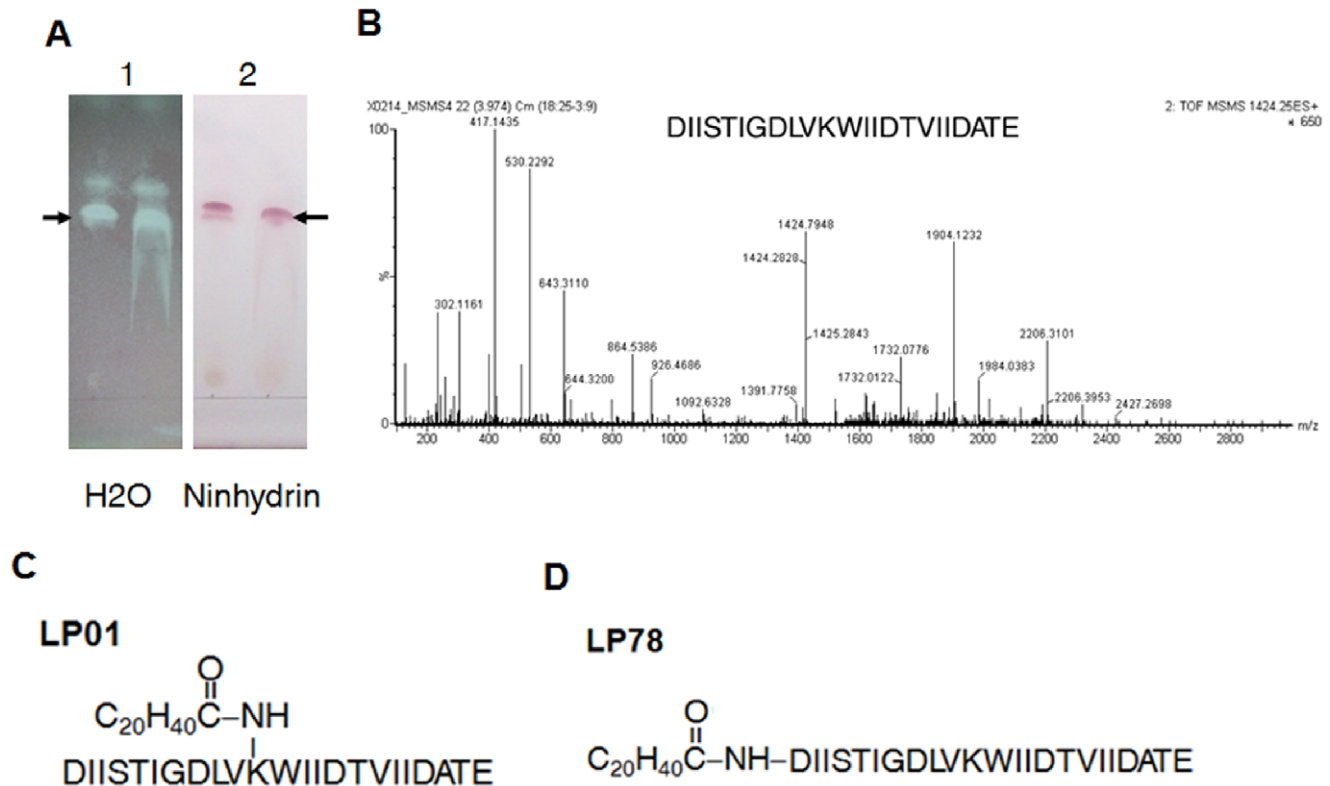 A
1 2
H2O Ninhydrin
B
X0214_MSMS4 22 (3.974) Cm (18:25-3:9)
2: TOF MSMS 1424.25ES+
650
DIISTIGDLVKWIIDTVIIDATE
100
%
0
417.1435
530.2292
643.3110
302.1161
644.3200
864.5386
926.4686
1092.6328
1391.7758
1424.7948
1424.2828
1425.2843
1732.0776
1732.0122
1904.1232
1984.0383
2206.3101
2206.3953
2427.2698
200 400 600 800 1000 1200 1400 1600 1800 2000 2200 2400 2600 2800 m/z
C
LP01
O
C20H40C–NH
DIISTIGDLVKWIIDTVIIDATE
D
LP78
O
C20H40C–NH–DIISTIGDLVKWIIDTVIIDATE